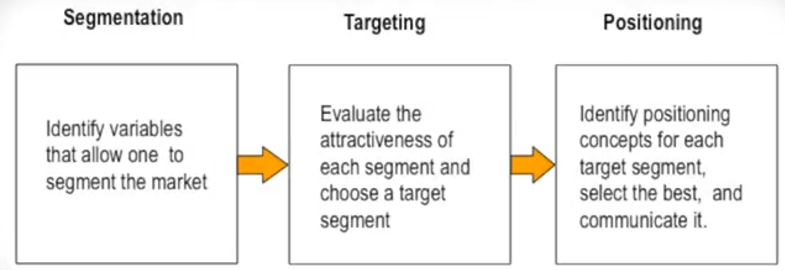 Segmentation
Targeting
Positioning
Identify variables
that allow one to
segment the market
Evaluate the
attractiveness of
each segment and
choose a target
segment
Identify positioning
concepts for each
target segment,
select the best, and
communicate it.